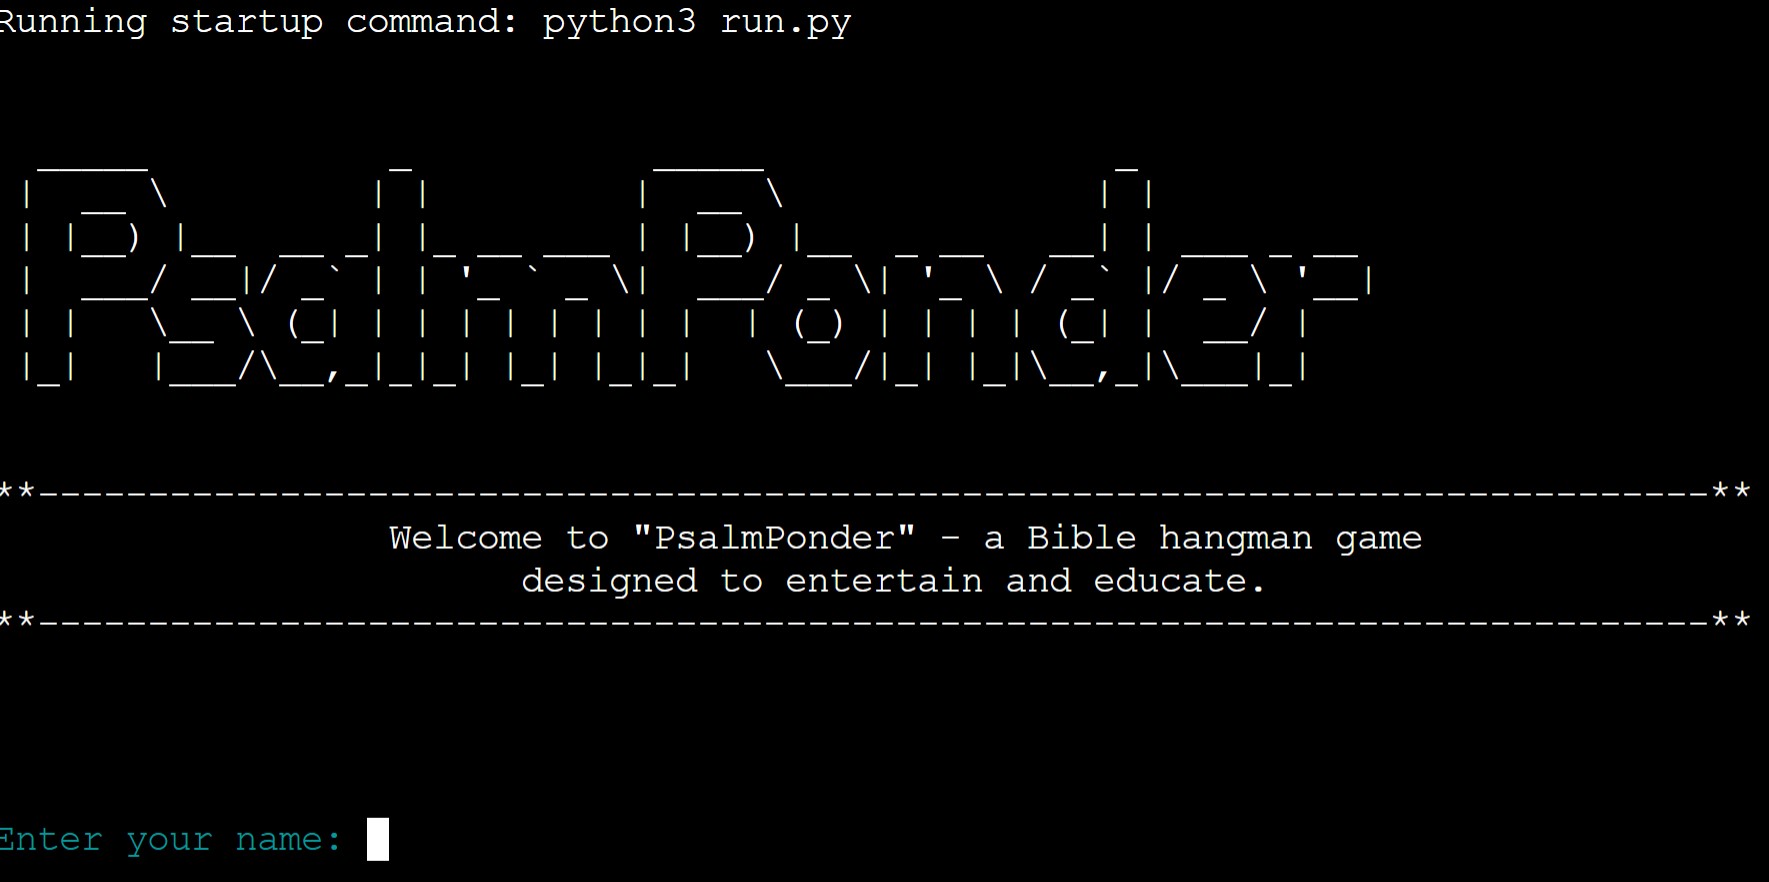 Running startup command: python3 run.py
PsalmPonder
**----------------------------------------------------------------------------**
Welcome to "PsalmPonder" - a Bible hangman game
designed to entertain and educate.
**----------------------------------------------------------------------------**
Enter your name: